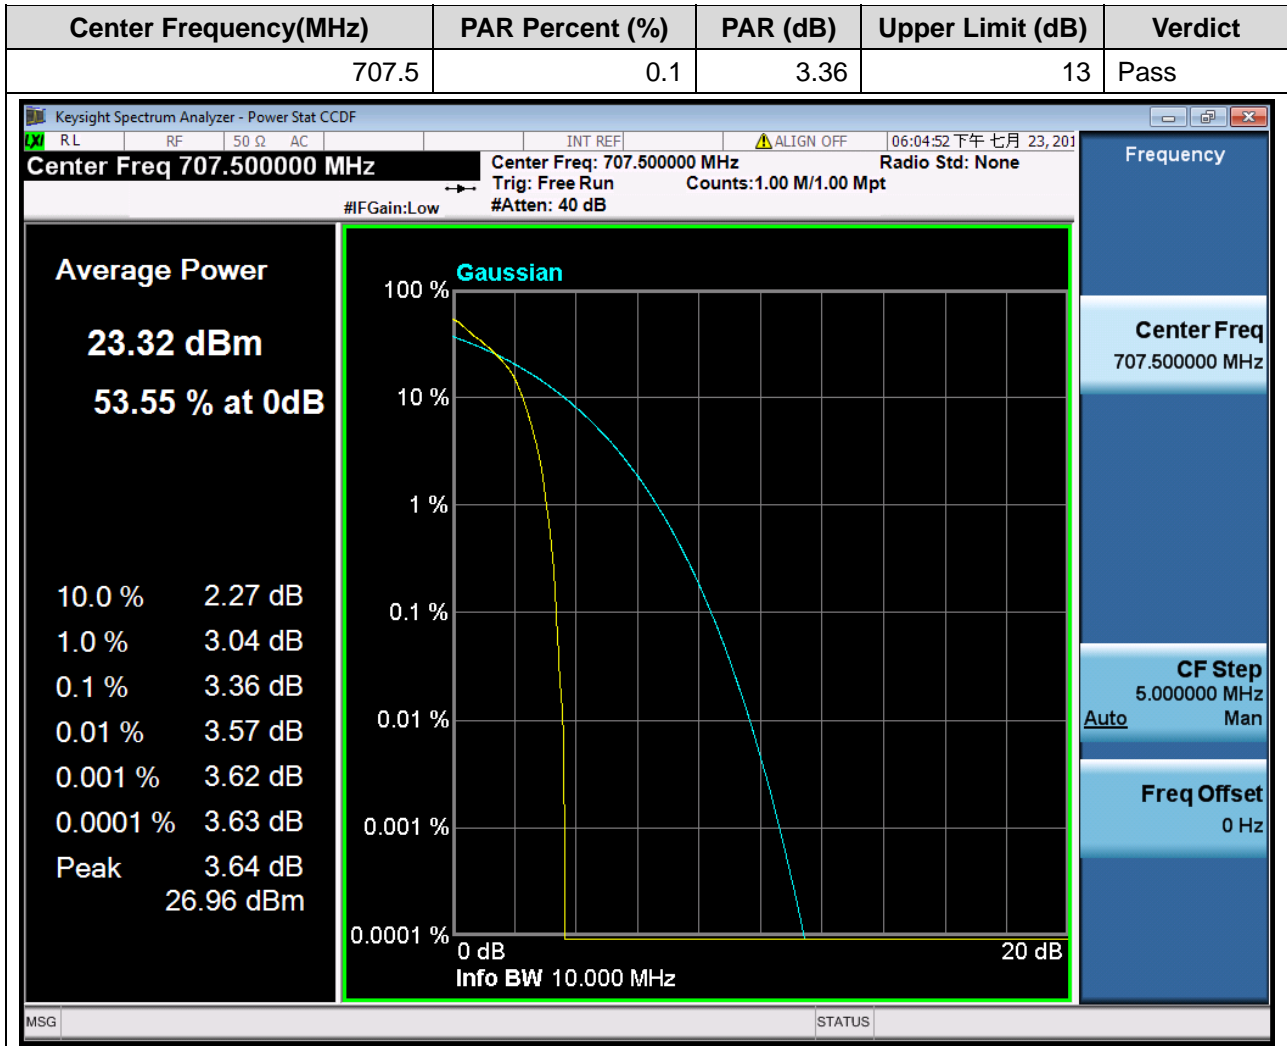 Center Frequency(MHz) PAR Percent (%) PAR (dB) Upper Limit (dB) Verdict
707.5 0.1 3.36 13 Pass
Keysight Spectrum Analyzer - Power Stat CCDF
LXI RL RF 50 Ω AC INT REF ALIGN OFF 06:04:52 下午 七月 23, 201
Center Freq 707.500000 MHz
Center Freq: 707.500000 MHz Radio Std: None
Trig: Free Run Counts:1.00 M/1.00 Mpt
#IFGain:Low #Atten: 40 dB
Frequency
Average Power
23.32 dBm
53.55 % at 0dB
10.0 % 2.27 dB
1.0 % 3.04 dB
0.1 % 3.36 dB
0.01 % 3.57 dB
0.001 % 3.62 dB
0.0001 % 3.63 dB
Peak 3.64 dB
26.96 dBm
Gaussian
100 %
10 %
1 %
0.1 %
0.01 %
0.001 %
0.0001 %
0 dB 20 dB
Info BW 10.000 MHz
Center Freq
707.500000 MHz
CF Step
5.000000 MHz
Auto Man
Freq Offset
0 Hz
MSG STATUS